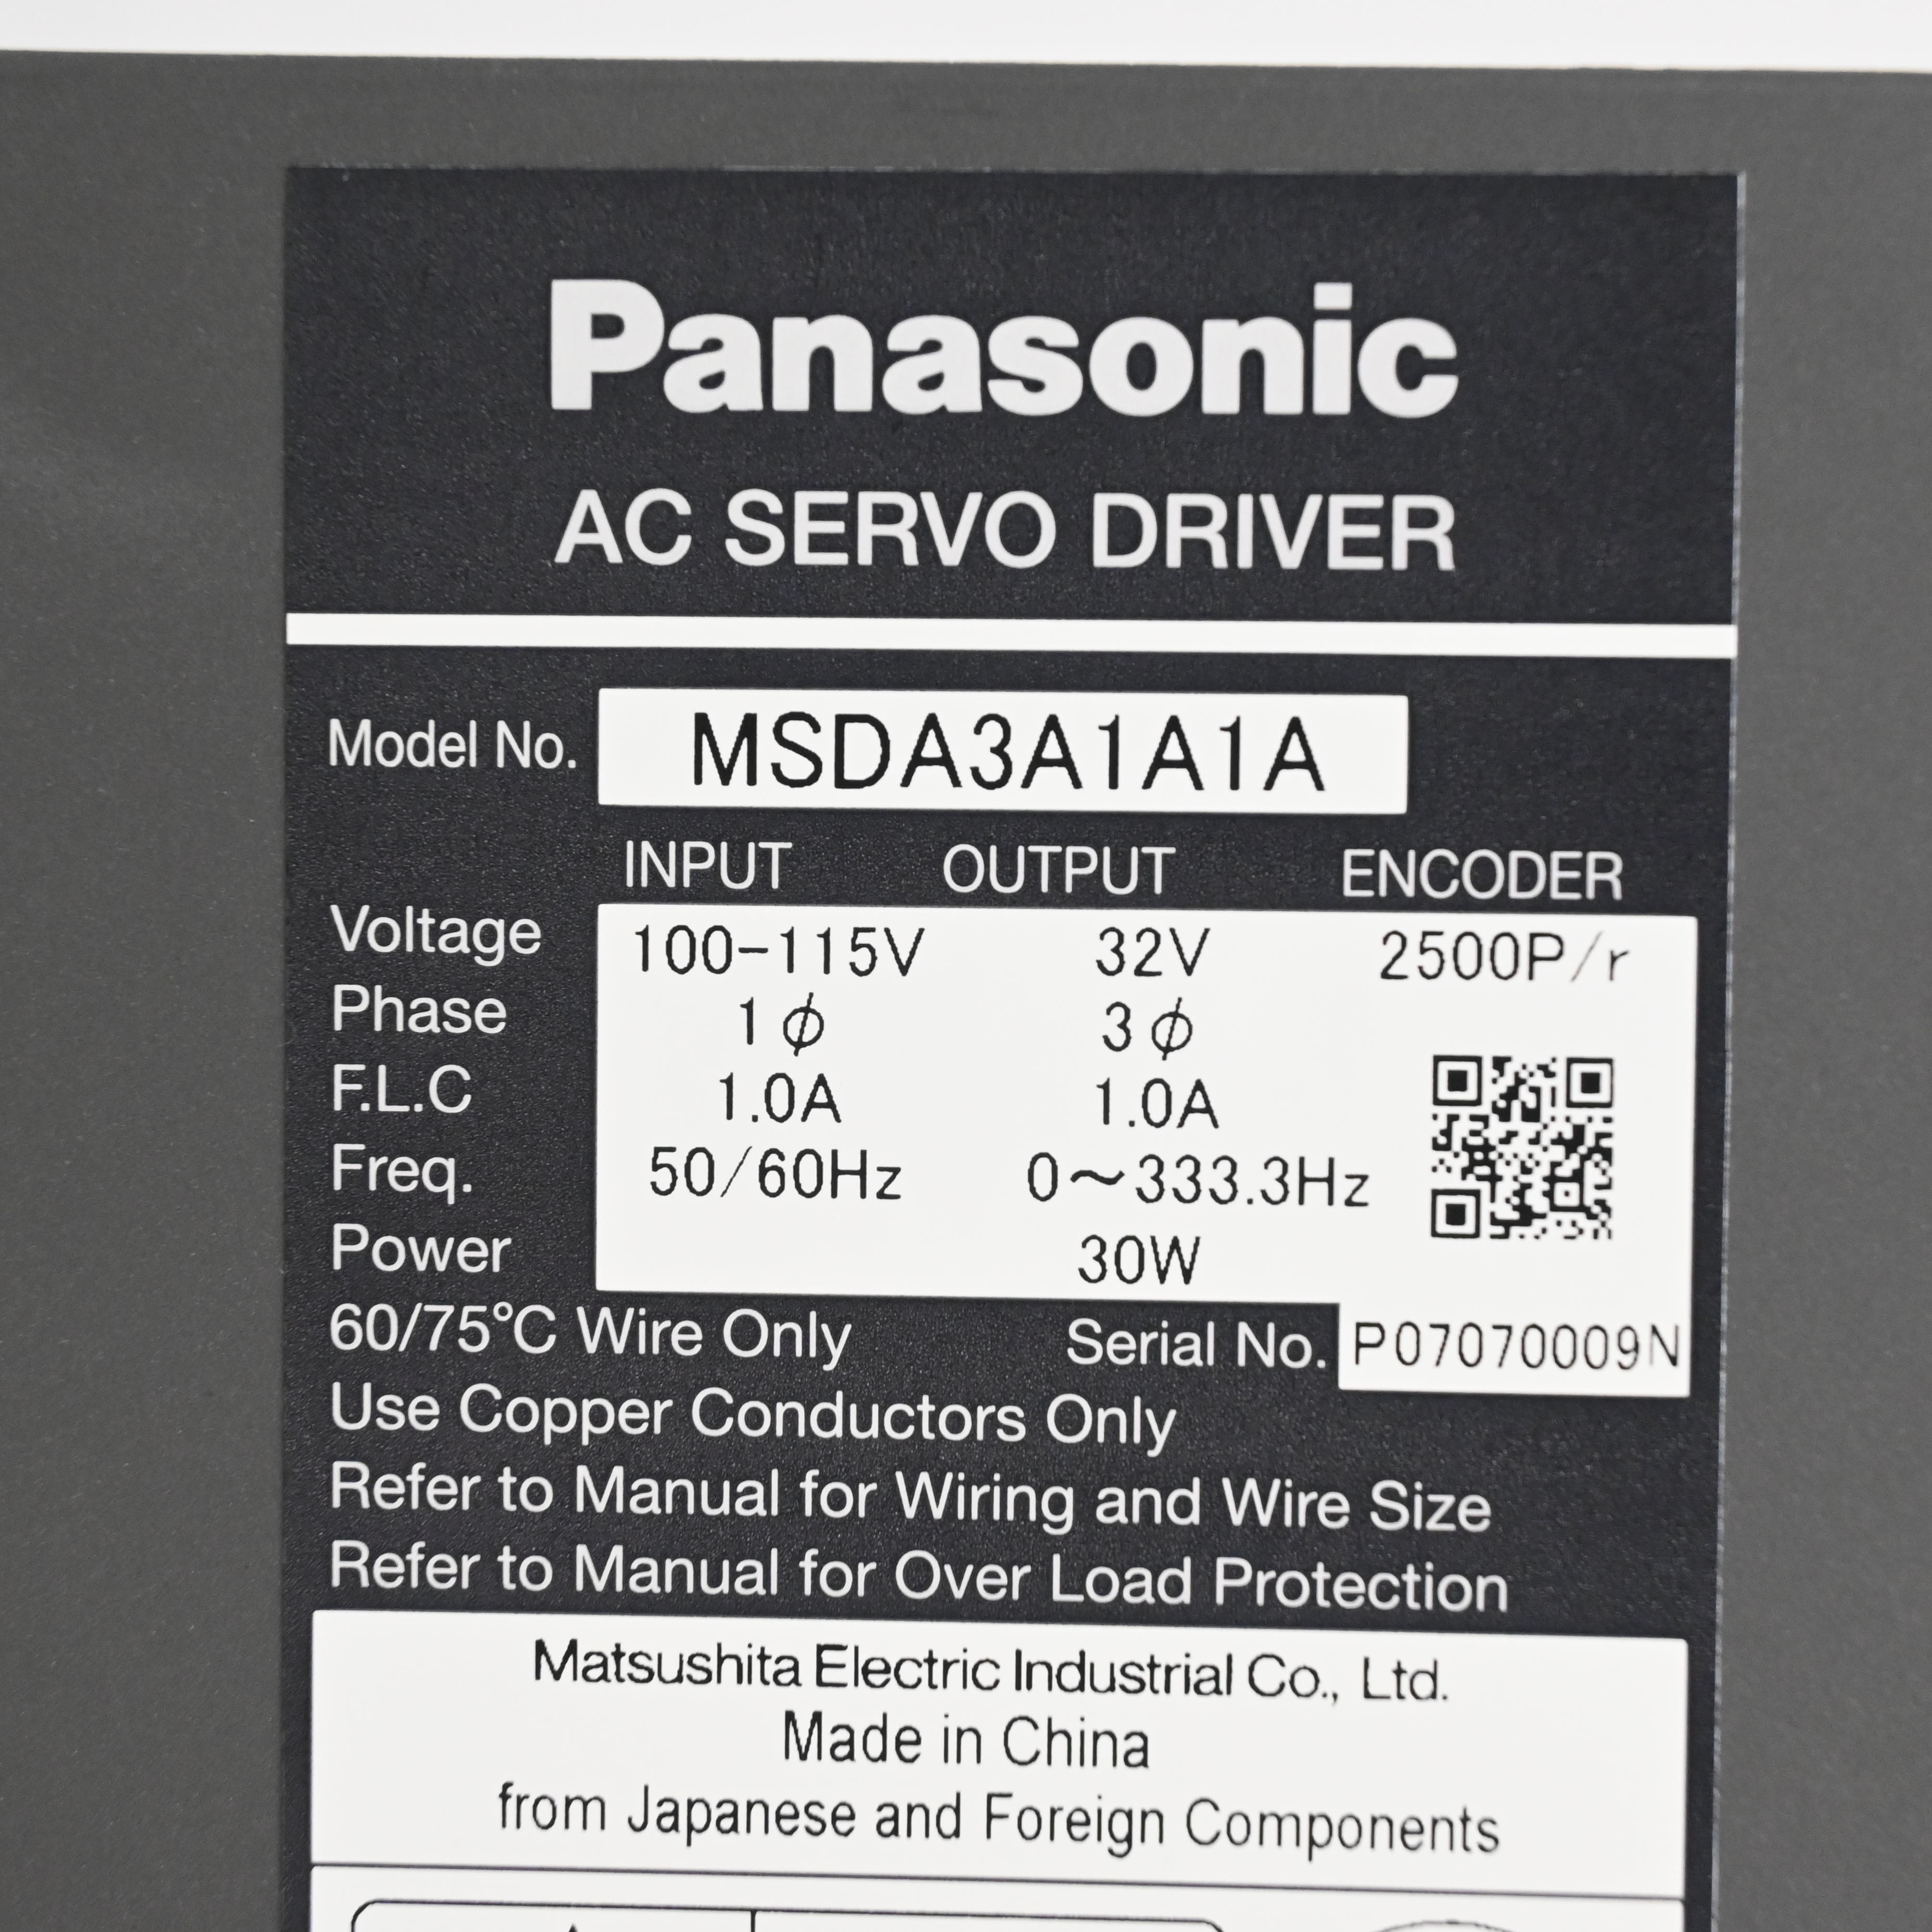 Panasonic
AC SERVO DRIVER
Model No. MSDA3A1A1A
INPUT OUTPUT ENCODER
Voltage 100-115V 32V 2500P/r
Phase 1ϕ 3ϕ
F.L.C 1.0A 1.0A
Freq. 50/60Hz 0～333.3Hz
Power 30W
60/75℃ Wire Only Serial No. P07070009N
Use Copper Conductors Only
Refer to Manual for Wiring and Wire Size
Refer to Manual for Over Load Protection
Matsushita Electric Industrial Co., Ltd.
Made in China
from Japanese and Foreign Components